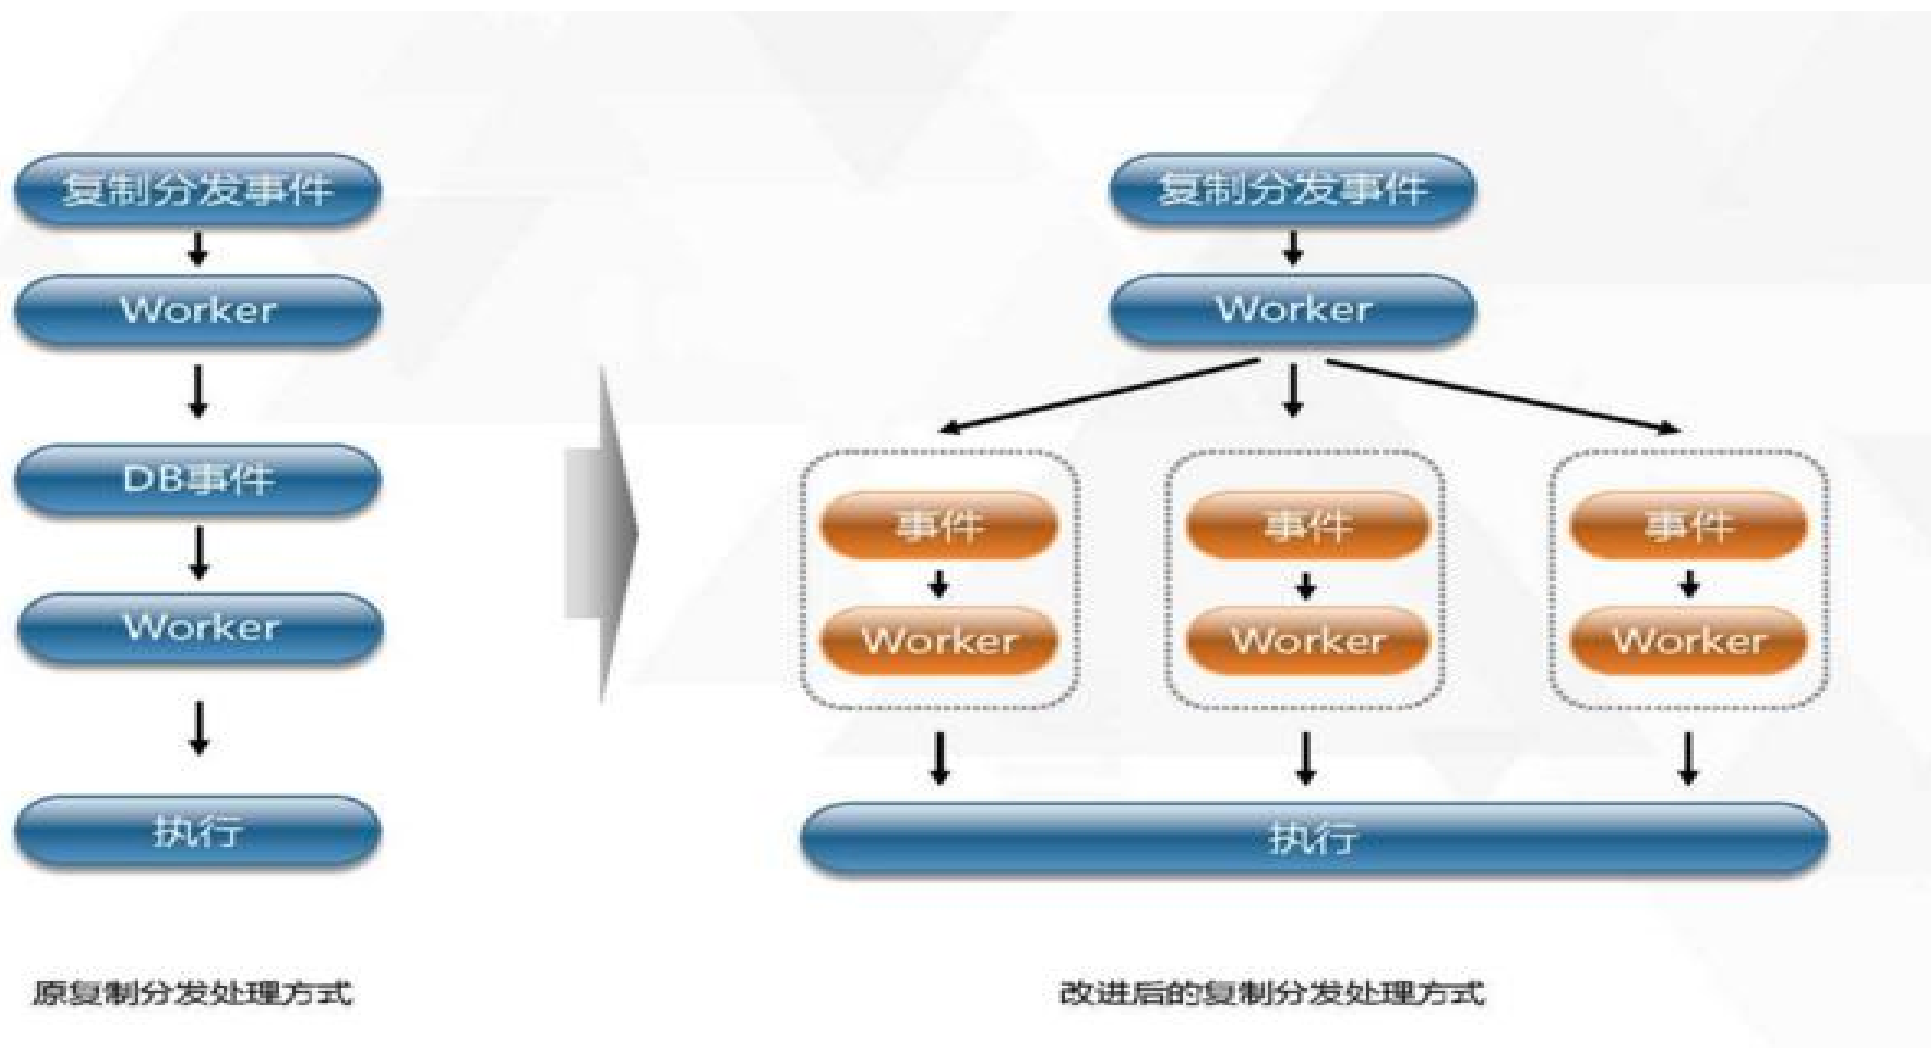 复制分发事件
Worker
DB事件
Worker
执行
原复制分发处理方式
复制分发事件
Worker
事件
Worker
事件
Worker
事件
Worker
执行
改进后的复制分发处理方式